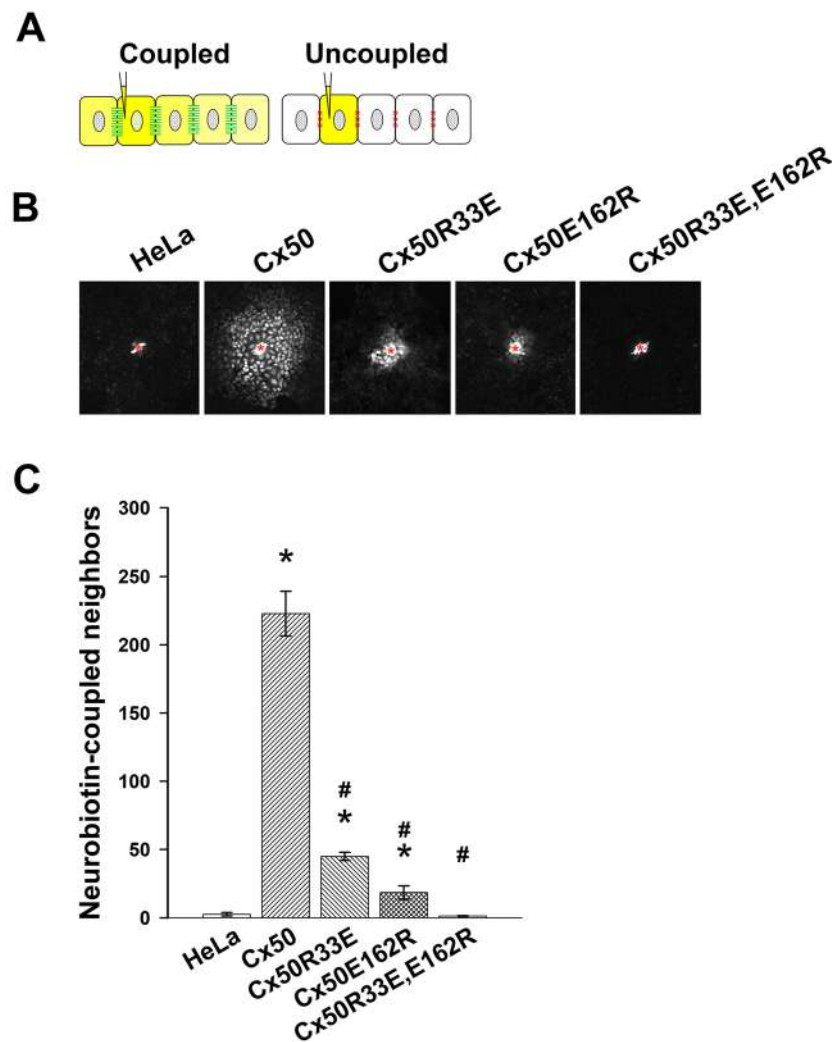 A
Coupled
Uncoupled
B
HeLa
Cx50
Cx50R33E
Cx50E162R
Cx50R33E,E162R
*
*
*
*
*
C
Neurobiotin-coupled neighbors
300
250
200
150
100
50
0
*
#
*
#
*
#
HeLa
Cx50
Cx50R33E
Cx50E162R
Cx50R33E,E162R